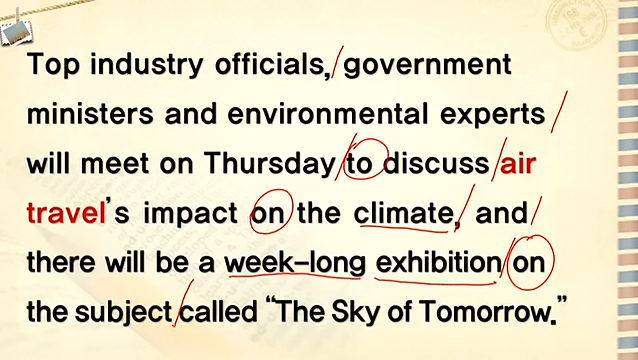 Top industry officials, government
ministers and environmental experts
will meet on Thursday to discuss air
travel's impact on the climate, and
there will be a week-long exhibition on
the subject called “The Sky of Tomorrow.”